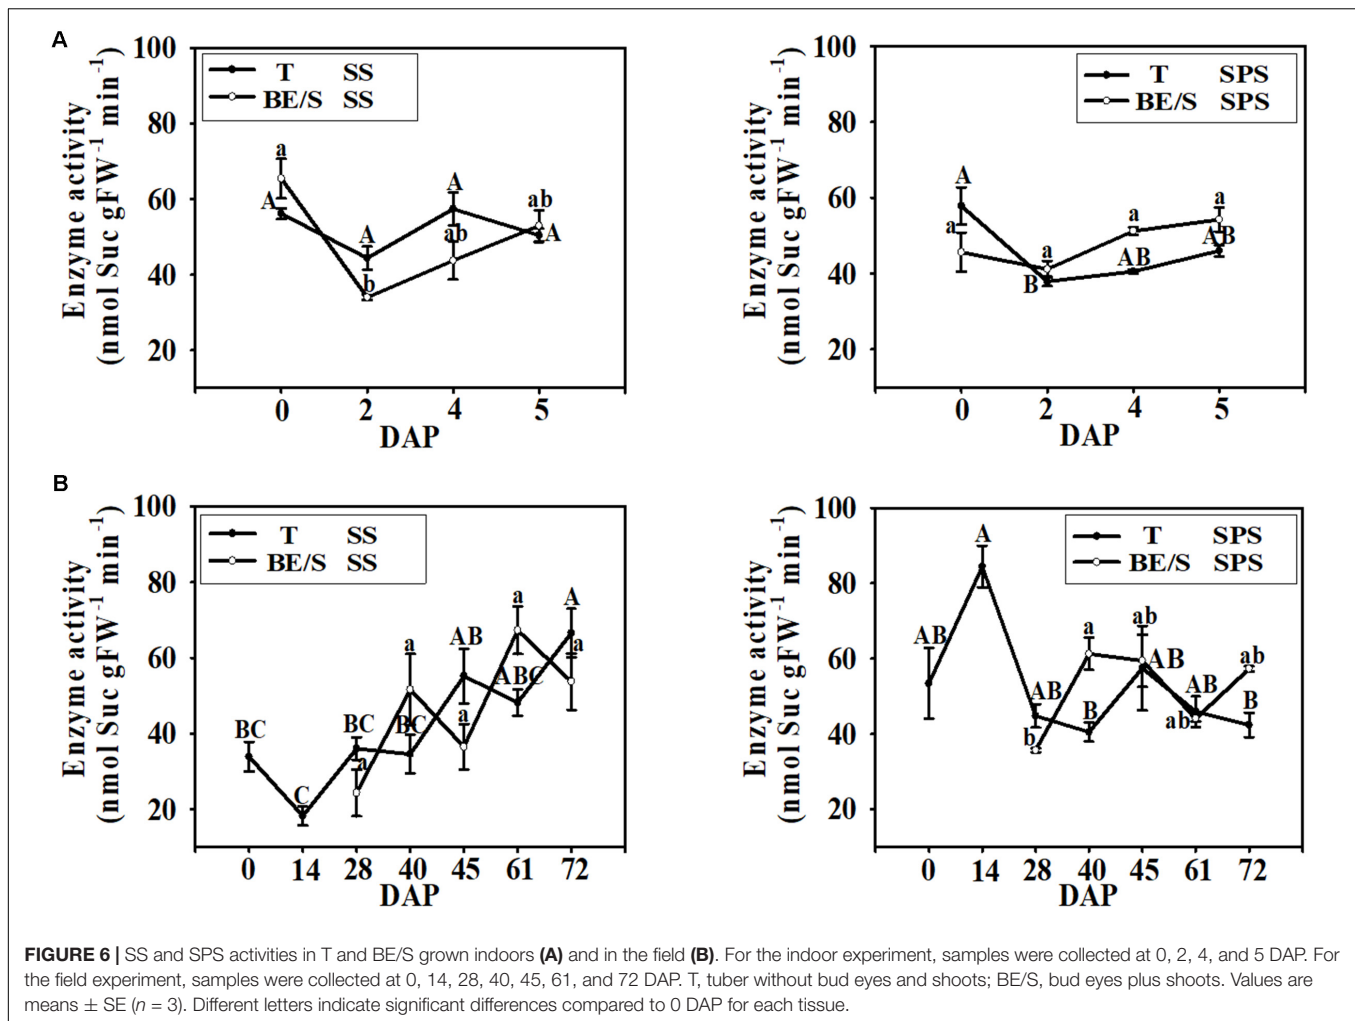 A
Enzyme activity
(nmol Suc gFW⁻¹ min⁻¹)
100
80
60
40
20
T SS
BE/S SS
a
A
A
b
A
ab
ab
A
0 2 4 5
DAP
Enzyme activity
(nmol Suc gFW⁻¹ min⁻¹)
100
80
60
40
20
T SPS
BE/S SPS
A
a
a
B
a
AB
a
AB
0 2 4 5
DAP
B
Enzyme activity
(nmol Suc gFW⁻¹ min⁻¹)
100
80
60
40
20
T SS
BE/S SS
BC
C
BC
a
a
BC
AB
a
a
ABC
A
a
0 14 28 40 45 61 72
DAP
Enzyme activity
(nmol Suc gFW⁻¹ min⁻¹)
100
80
60
40
20
T SPS
BE/S SPS
AB
A
AB
b
a
B
ab
AB
AB
ab
ab
B
0 14 28 40 45 61 72
DAP
FIGURE 6 | SS and SPS activities in T and BE/S grown indoors (A) and in the field (B). For the indoor experiment, samples were collected at 0, 2, 4, and 5 DAP. For
the field experiment, samples were collected at 0, 14, 28, 40, 45, 61, and 72 DAP. T, tuber without bud eyes and shoots; BE/S, bud eyes plus shoots. Values are
means ± SE (n = 3). Different letters indicate significant differences compared to 0 DAP for each tissue.